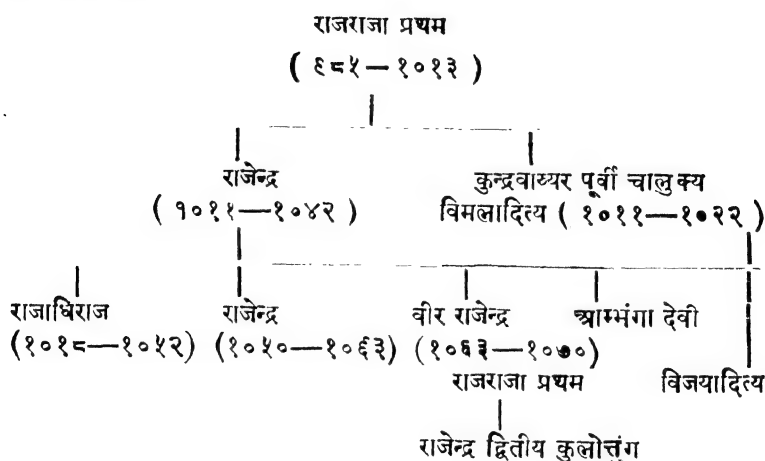 राजराजा प्रथम
( ९८५ — १०१३ )
राजेन्द्र कुन्द्रवाय्यर पूर्वी चालुक्य
( १०११—१०४२ ) विमलादित्य ( १०११—१०२२ )
राजाधिराज राजेन्द्र वीर राजेन्द्र आम्भंगा देवी
(१०१८—१०५२) (१०५०—१०६३) (१०६३—१०७०)
राजराजा प्रथम विजयादित्य
राजेन्द्र द्वितीय कुलोत्तुंग